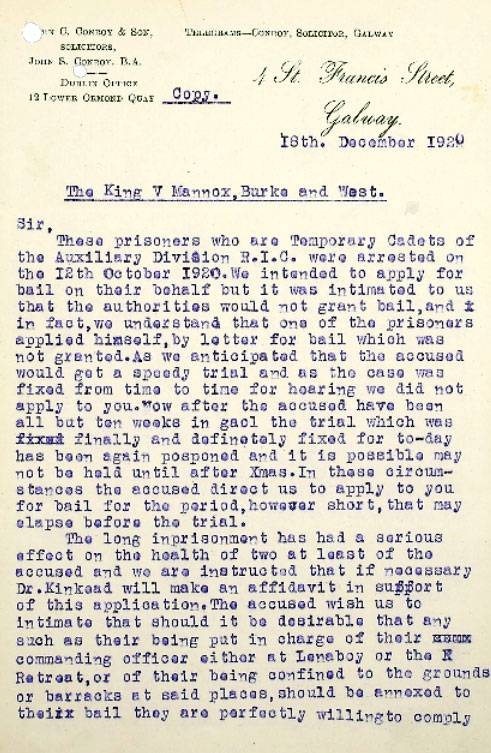 JOHN C. CONROY & SON,
SOLICITORS,
JOHN S. CONROY. B.A.
DUBLIN OFFICE
12 LOWER ORMOND QUAY
TELEGRAMS—CONROY, SOLICITOR, GALWAY
Copy.
4 St. Francis Street,
Galway.
18th. December 1920
The King V Mannox,Burke and West.
Sir,
These prisoners who are Temporary Cadets of
the Auxiliary Division R.I.C. were arrested on
the 12th October 1920.We intended to apply for
bail on their behalf but it was intimated to us
that the authorities would not grant bail,and i
in fact,we understand that one of the prisoners
applied himself,by letter for bail which was
not granted.As we anticipated that the accused
would get a speedy trial and as the case was
fixed from time to time for hearing we did not
apply to you.Now after the accused have been
all but ten weeks in gaol the trial which was
fixed finally and definetely fixed for to-day
has been again posponed and it is possible may
not be held until after Xmas.In these circum-
stances the accused direct us to apply to you
for bail for the period,however short,that may
elapse before the trial.
The long inprisonment has had a serious
effect on the health of two at least of the
accused and we are instructed that if necessary
Dr.Kinkead will make an affidavit in support
of this application.The accused wish us to
intimate that should it be desirable that any
such as their being put in charge of their
commanding officer either at Lenaboy or the R
Retreat,or of their being confined to the grounds
or barracks at said places,should be annexed to
theirx bail they are perfectly willingto comply